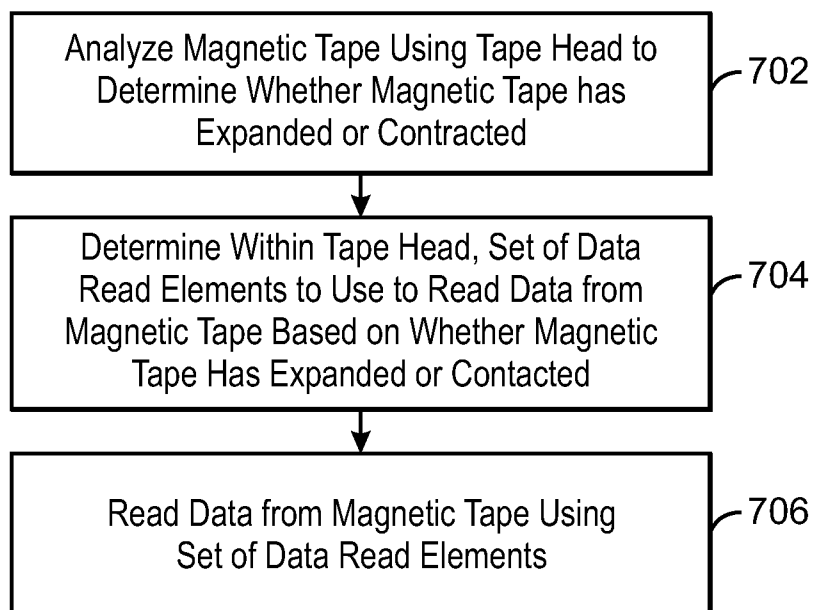 Analyze Magnetic Tape Using Tape Head to
Determine Whether Magnetic Tape has
Expanded or Contracted
702
Determine Within Tape Head, Set of Data
Read Elements to Use to Read Data from
Magnetic Tape Based on Whether Magnetic
Tape Has Expanded or Contacted
704
Read Data from Magnetic Tape Using
Set of Data Read Elements
706